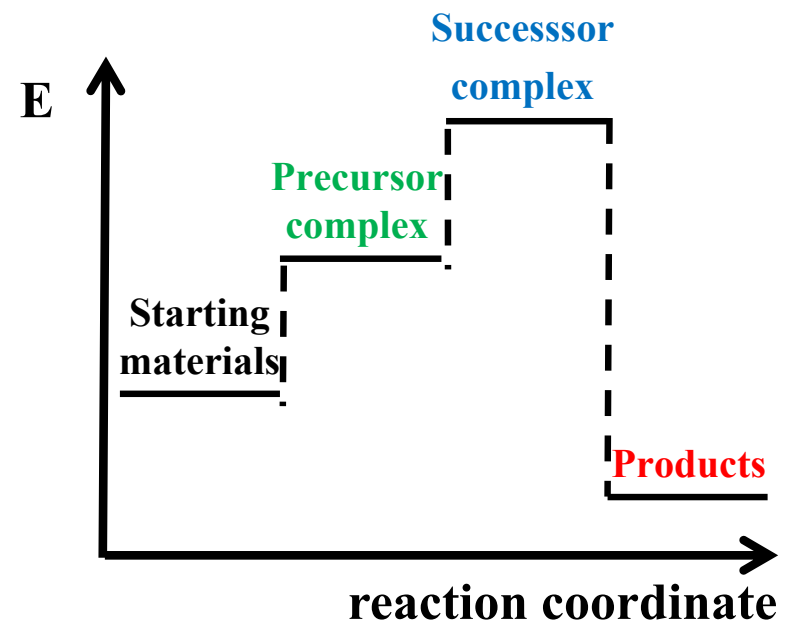 Successsor
complex
E
Precursor
complex
Starting
materials
Products
reaction coordinate